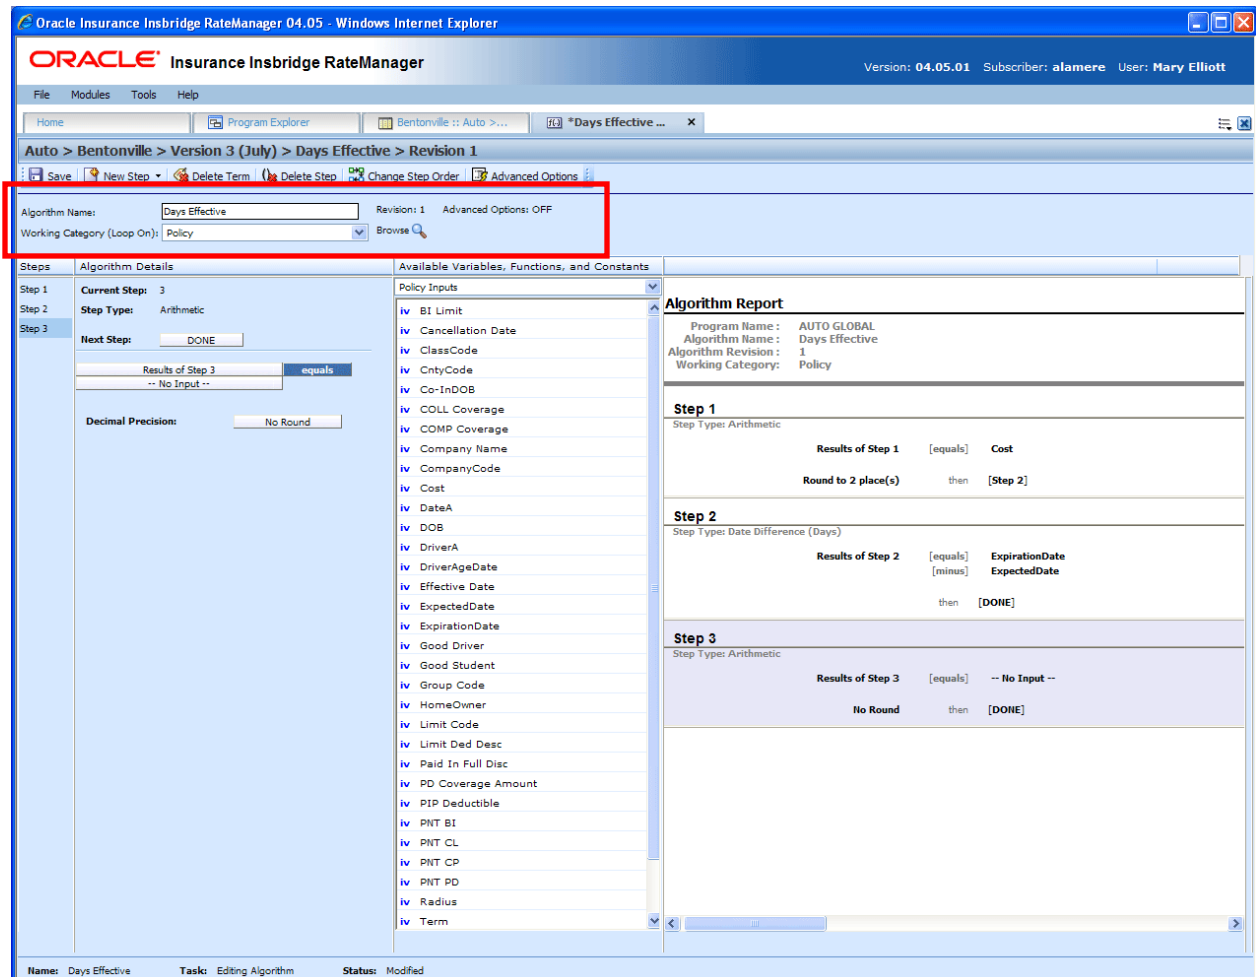 Oracle Insurance Insbridge RateManager 04.05 - Windows Internet Explorer
ORACLE Insurance Insbridge RateManager
Version: 04.05.01 Subscriber: alamere User: Mary Elliott
File Modules Tools Help
Home Program Explorer Bentonville :: Auto >... *Days Effective ... x
Auto > Bentonville > Version 3 (July) > Days Effective > Revision 1
Save New Step Delete Term Delete Step Change Step Order Advanced Options
Algorithm Name: Days Effective Revision: 1 Advanced Options: OFF
Working Category (Loop On): Policy Browse
Steps
Step 1
Step 2
Step 3
Algorithm Details
Current Step: 3
Step Type: Arithmetic
Next Step: DONE
Results of Step 3 equals
-- No Input --
Decimal Precision: No Round
Available Variables, Functions, and Constants
Policy Inputs
iv BI Limit
iv Cancellation Date
iv ClassCode
iv CntyCode
iv Co-InDOB
iv COLL Coverage
iv COMP Coverage
iv Company Name
iv CompanyCode
iv Cost
iv DateA
iv DOB
iv DriverA
iv DriverAgeDate
iv Effective Date
iv ExpectedDate
iv ExpirationDate
iv Good Driver
iv Good Student
iv Group Code
iv HomeOwner
iv Limit Code
iv Limit Ded Desc
iv Paid In Full Disc
iv PD Coverage Amount
iv PIP Deductible
iv PNT BI
iv PNT CL
iv PNT CP
iv PNT PD
iv Radius
iv Term
Algorithm Report
Program Name : AUTO GLOBAL
Algorithm Name : Days Effective
Algorithm Revision : 1
Working Category: Policy
Step 1
Step Type: Arithmetic
Results of Step 1 [equals] Cost
Round to 2 place(s) then [Step 2]
Step 2
Step Type: Date Difference (Days)
Results of Step 2 [equals] ExpirationDate
[minus] ExpectedDate
then [DONE]
Step 3
Step Type: Arithmetic
Results of Step 3 [equals] -- No Input --
No Round then [DONE]
Name: Days Effective Task: Editing Algorithm Status: Modified